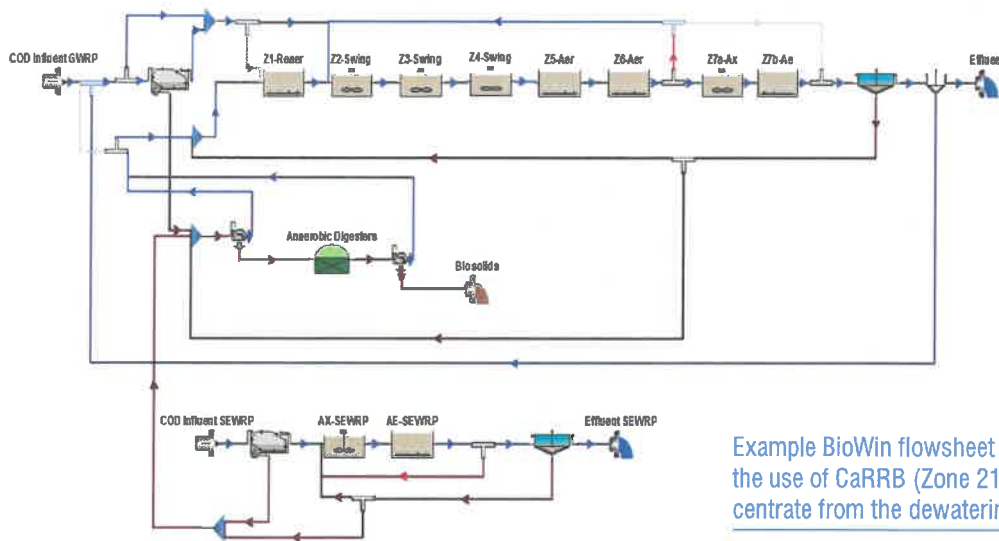 COD Influent GWRP
Z1-Reaer
Z2-Swing
Z3-Swing
Z4-Swing
Z5-Aer
Z6-Aer
Z7a-Ax
Z7b-Ae
Effluen
Anaerobic Digesters
Biosolids
COD Influent SEWRP
AX-SEWRP
AE-SEWRP
Effluent SEWRP
Example BioWin flowsheet
the use of CaRRB (Zone 21
centrate from the dewaterin